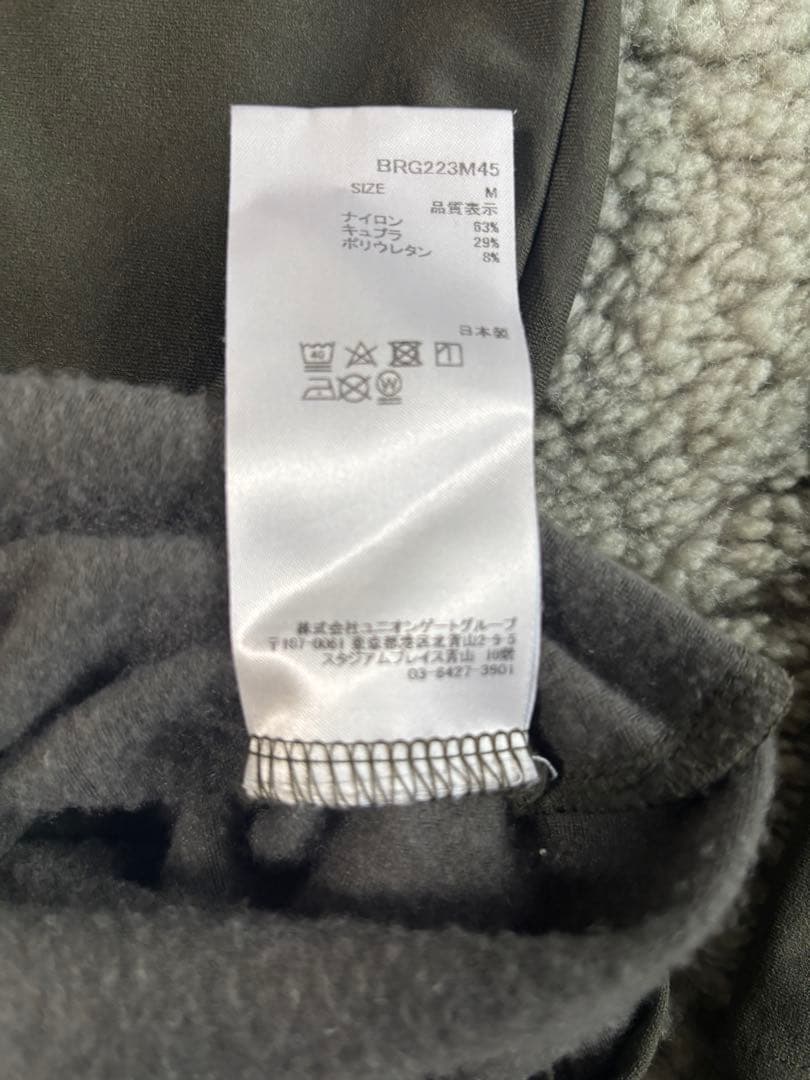 BRG223M45
SIZE M
品質表示
ナイロン 63%
キュプラ 29%
ポリウレタン 8%
日本製
40
W
株式会社ユニオンゲートグループ
〒107-0061 東京都港区北青山2-9-5
スタジアムプレイス青山 10階
03-6427-3901